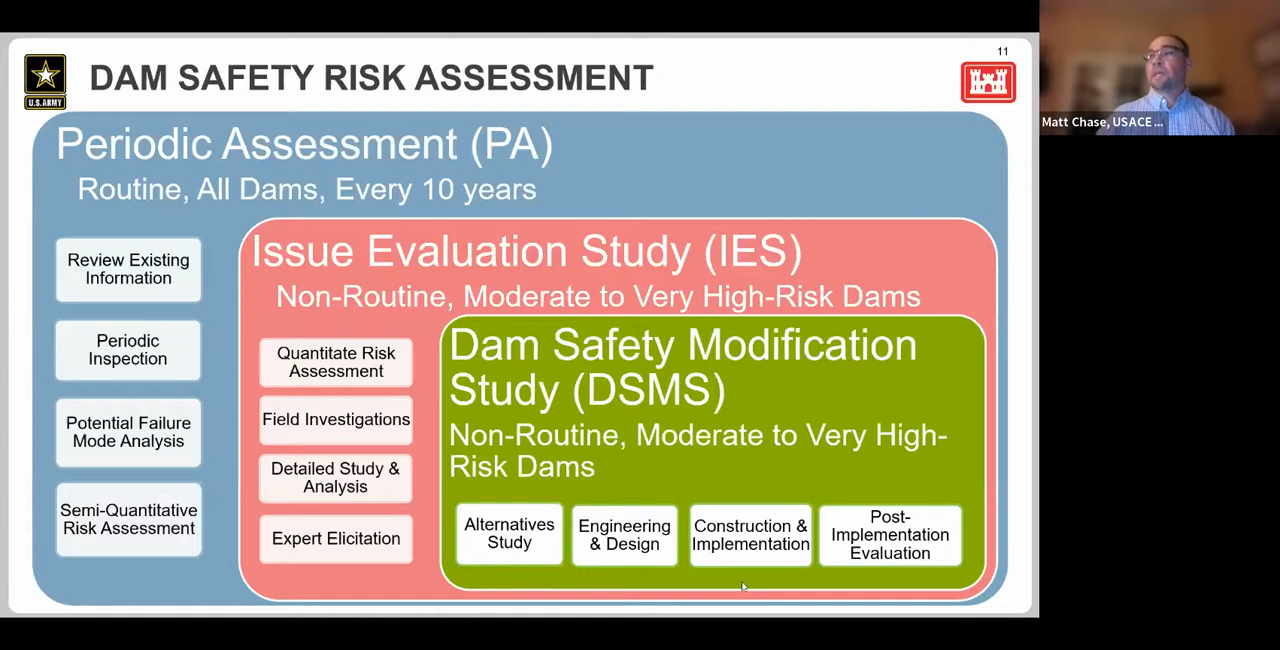 11
DAM SAFETY RISK ASSESSMENT
U.S.ARMY
Matt Chase, USACE ...
Periodic Assessment (PA)
Routine, All Dams, Every 10 years
Review Existing
Information
Periodic
Inspection
Potential Failure
Mode Analysis
Semi-Quantitative
Risk Assessment
Issue Evaluation Study (IES)
Non-Routine, Moderate to Very High-Risk Dams
Quantitate Risk
Assessment
Field Investigations
Detailed Study &
Analysis
Expert Elicitation
Dam Safety Modification
Study (DSMS)
Non-Routine, Moderate to Very High-
Risk Dams
Alternatives
Study
Engineering
& Design
Construction &
Implementation
Post-
Implementation
Evaluation